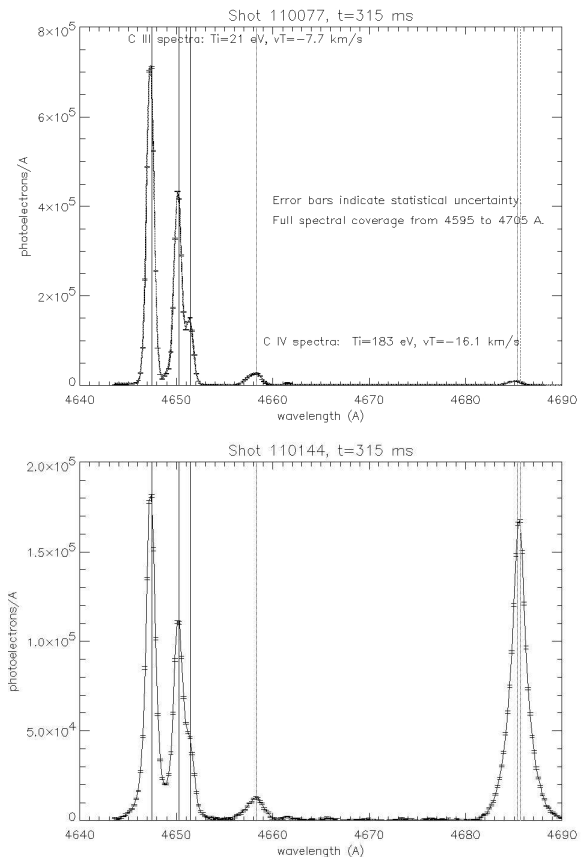 Shot 110077, t=315 ms
8×10⁵
C III spectra: Ti=21 eV, vT=−7.7 km/s
6×10⁵
photoelectrons/A
Error bars indicate statistical uncertainty.
4×10⁵
Full spectral coverage from 4595 to 4705 A.
2×10⁵
C IV spectra: Ti=183 eV, vT=−16.1 km/s
0
4640 4650 4660 4670 4680 4690
wavelength (A)
Shot 110144, t=315 ms
2.0×10⁵
1.5×10⁵
photoelectrons/A
1.0×10⁵
5.0×10⁴
0
4640 4650 4660 4670 4680 4690
wavelength (A)